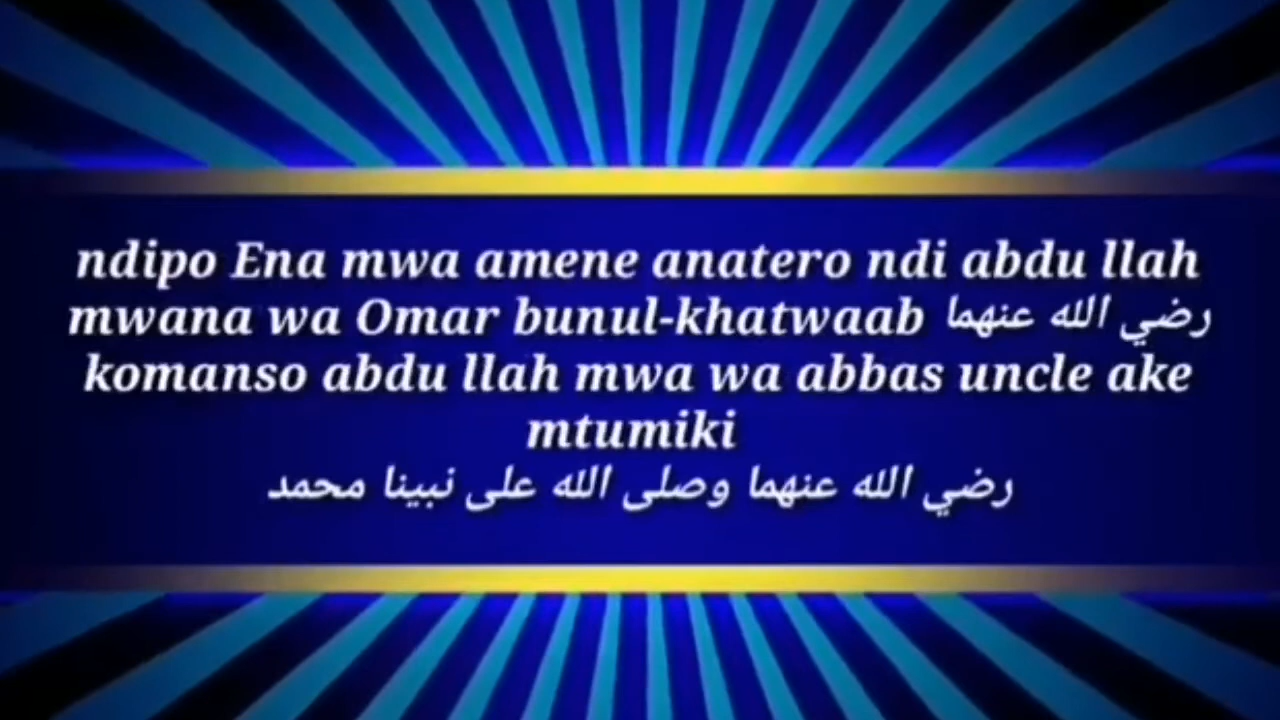 ndipo Ena mwa amene anatero ndi abdu llah
mwana wa Omar bunul-khatwaab رضي الله عنهما
komanso abdu llah mwa wa abbas uncle ake
mtumiki
رضي الله عنهما وصلى الله على نبينا محمد